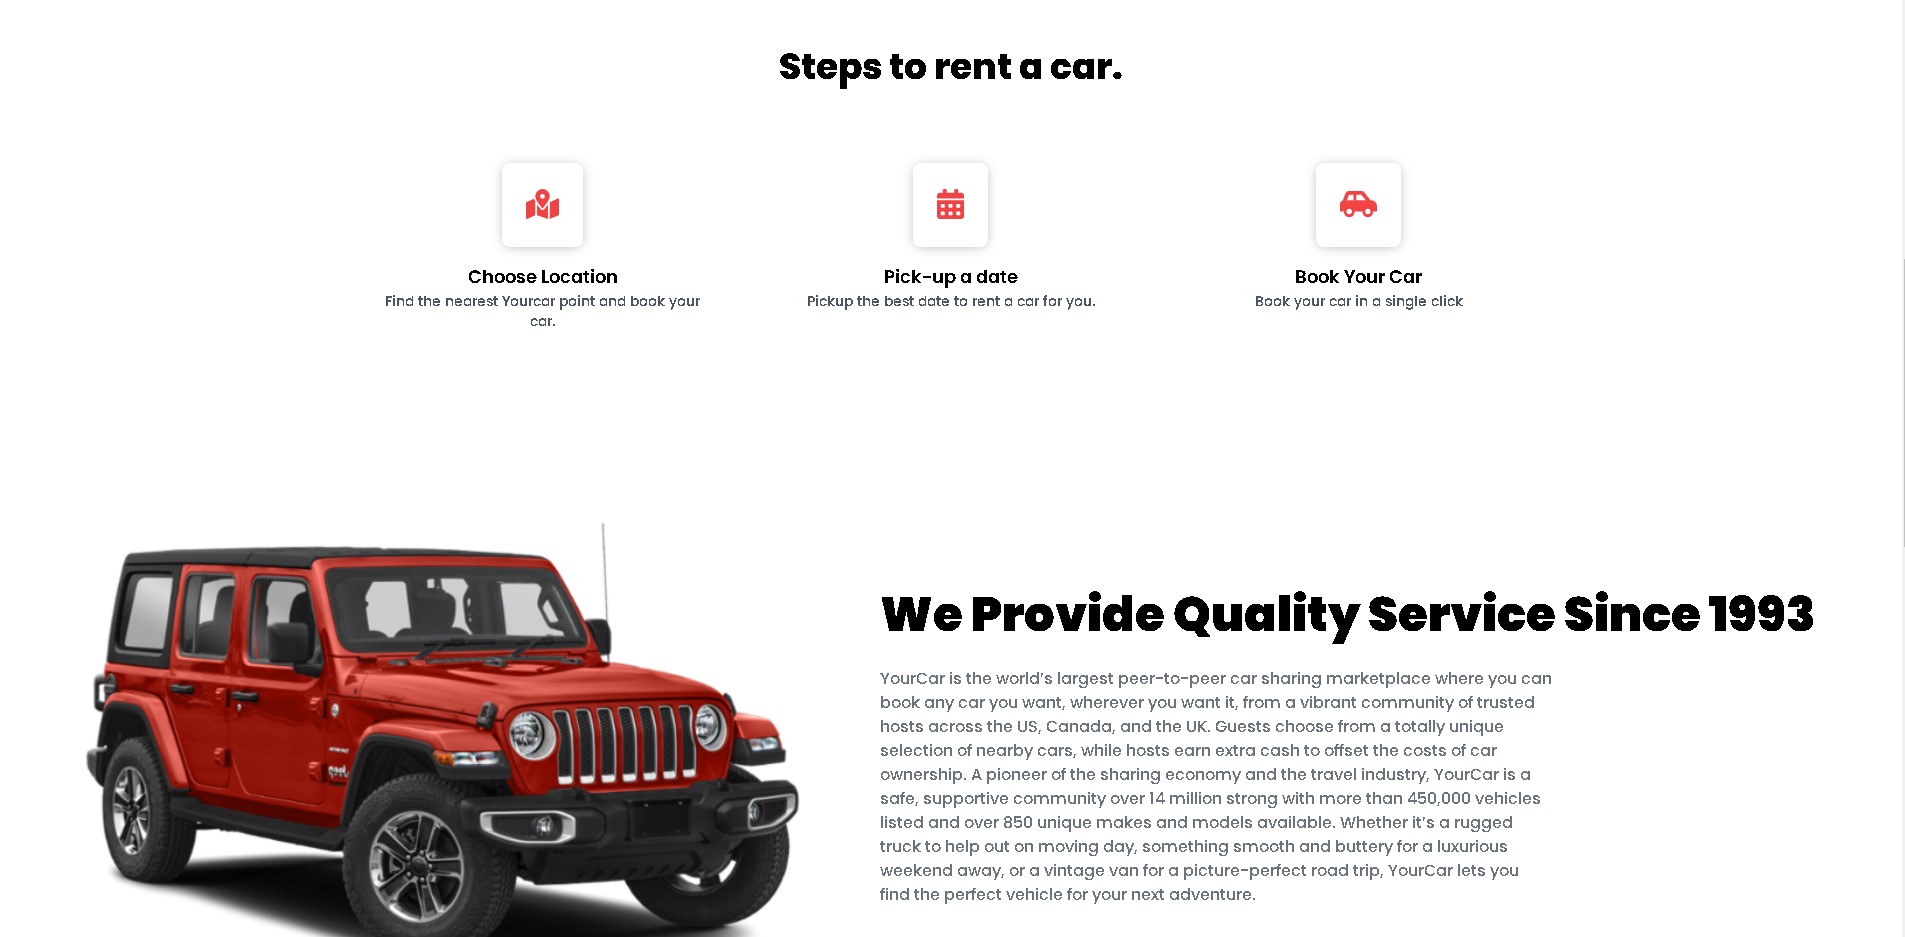 Steps to rent a car.
Choose Location
Find the nearest Yourcar point and book your
car.
Pick-up a date
Pickup the best date to rent a car for you.
Book Your Car
Book your car in a single click
We Provide Quality Service Since 1993
YourCar is the world's largest peer-to-peer car sharing marketplace where you can
book any car you want, wherever you want it, from a vibrant community of trusted
hosts across the US, Canada, and the UK. Guests choose from a totally unique
selection of nearby cars, while hosts earn extra cash to offset the costs of car
ownership. A pioneer of the sharing economy and the travel industry, YourCar is a
safe, supportive community over 14 million strong with more than 450,000 vehicles
listed and over 850 unique makes and models available. Whether it's a rugged
truck to help out on moving day, something smooth and buttery for a luxurious
weekend away, or a vintage van for a picture-perfect road trip, YourCar lets you
find the perfect vehicle for your next adventure.